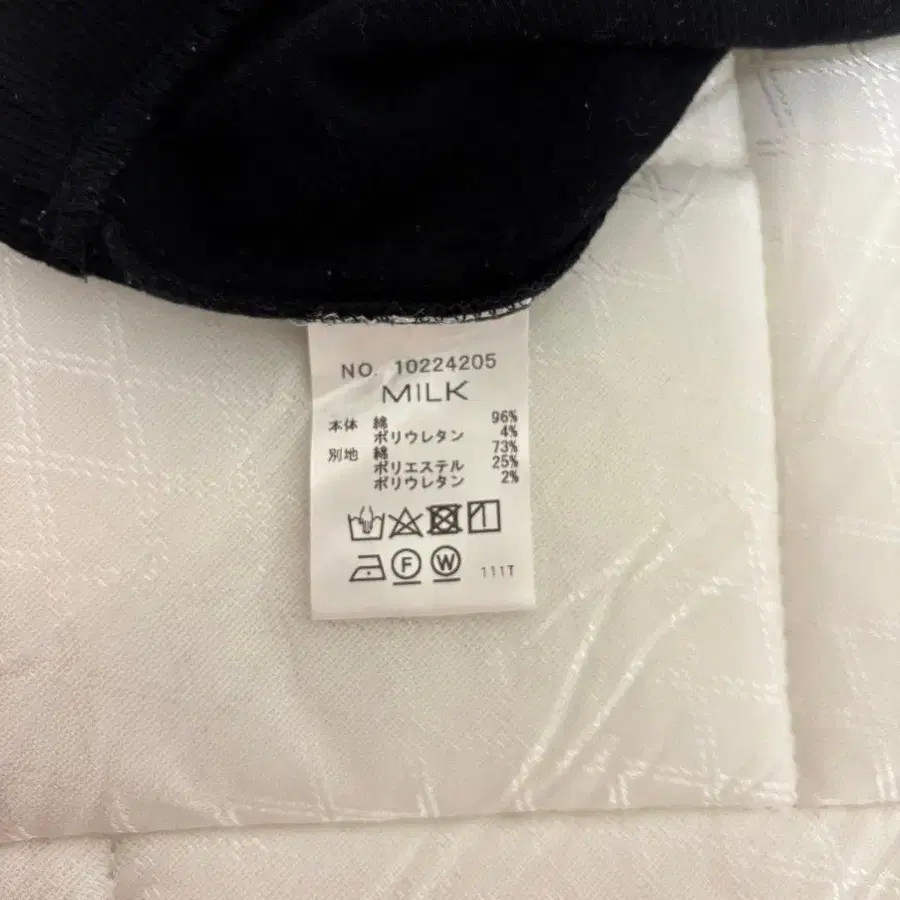 NO. 10224205
MILK
本体 綿 96%
ポリウレタン 4%
別地 綿 73%
ポリエステル 25%
ポリウレタン 2%
F W 111T